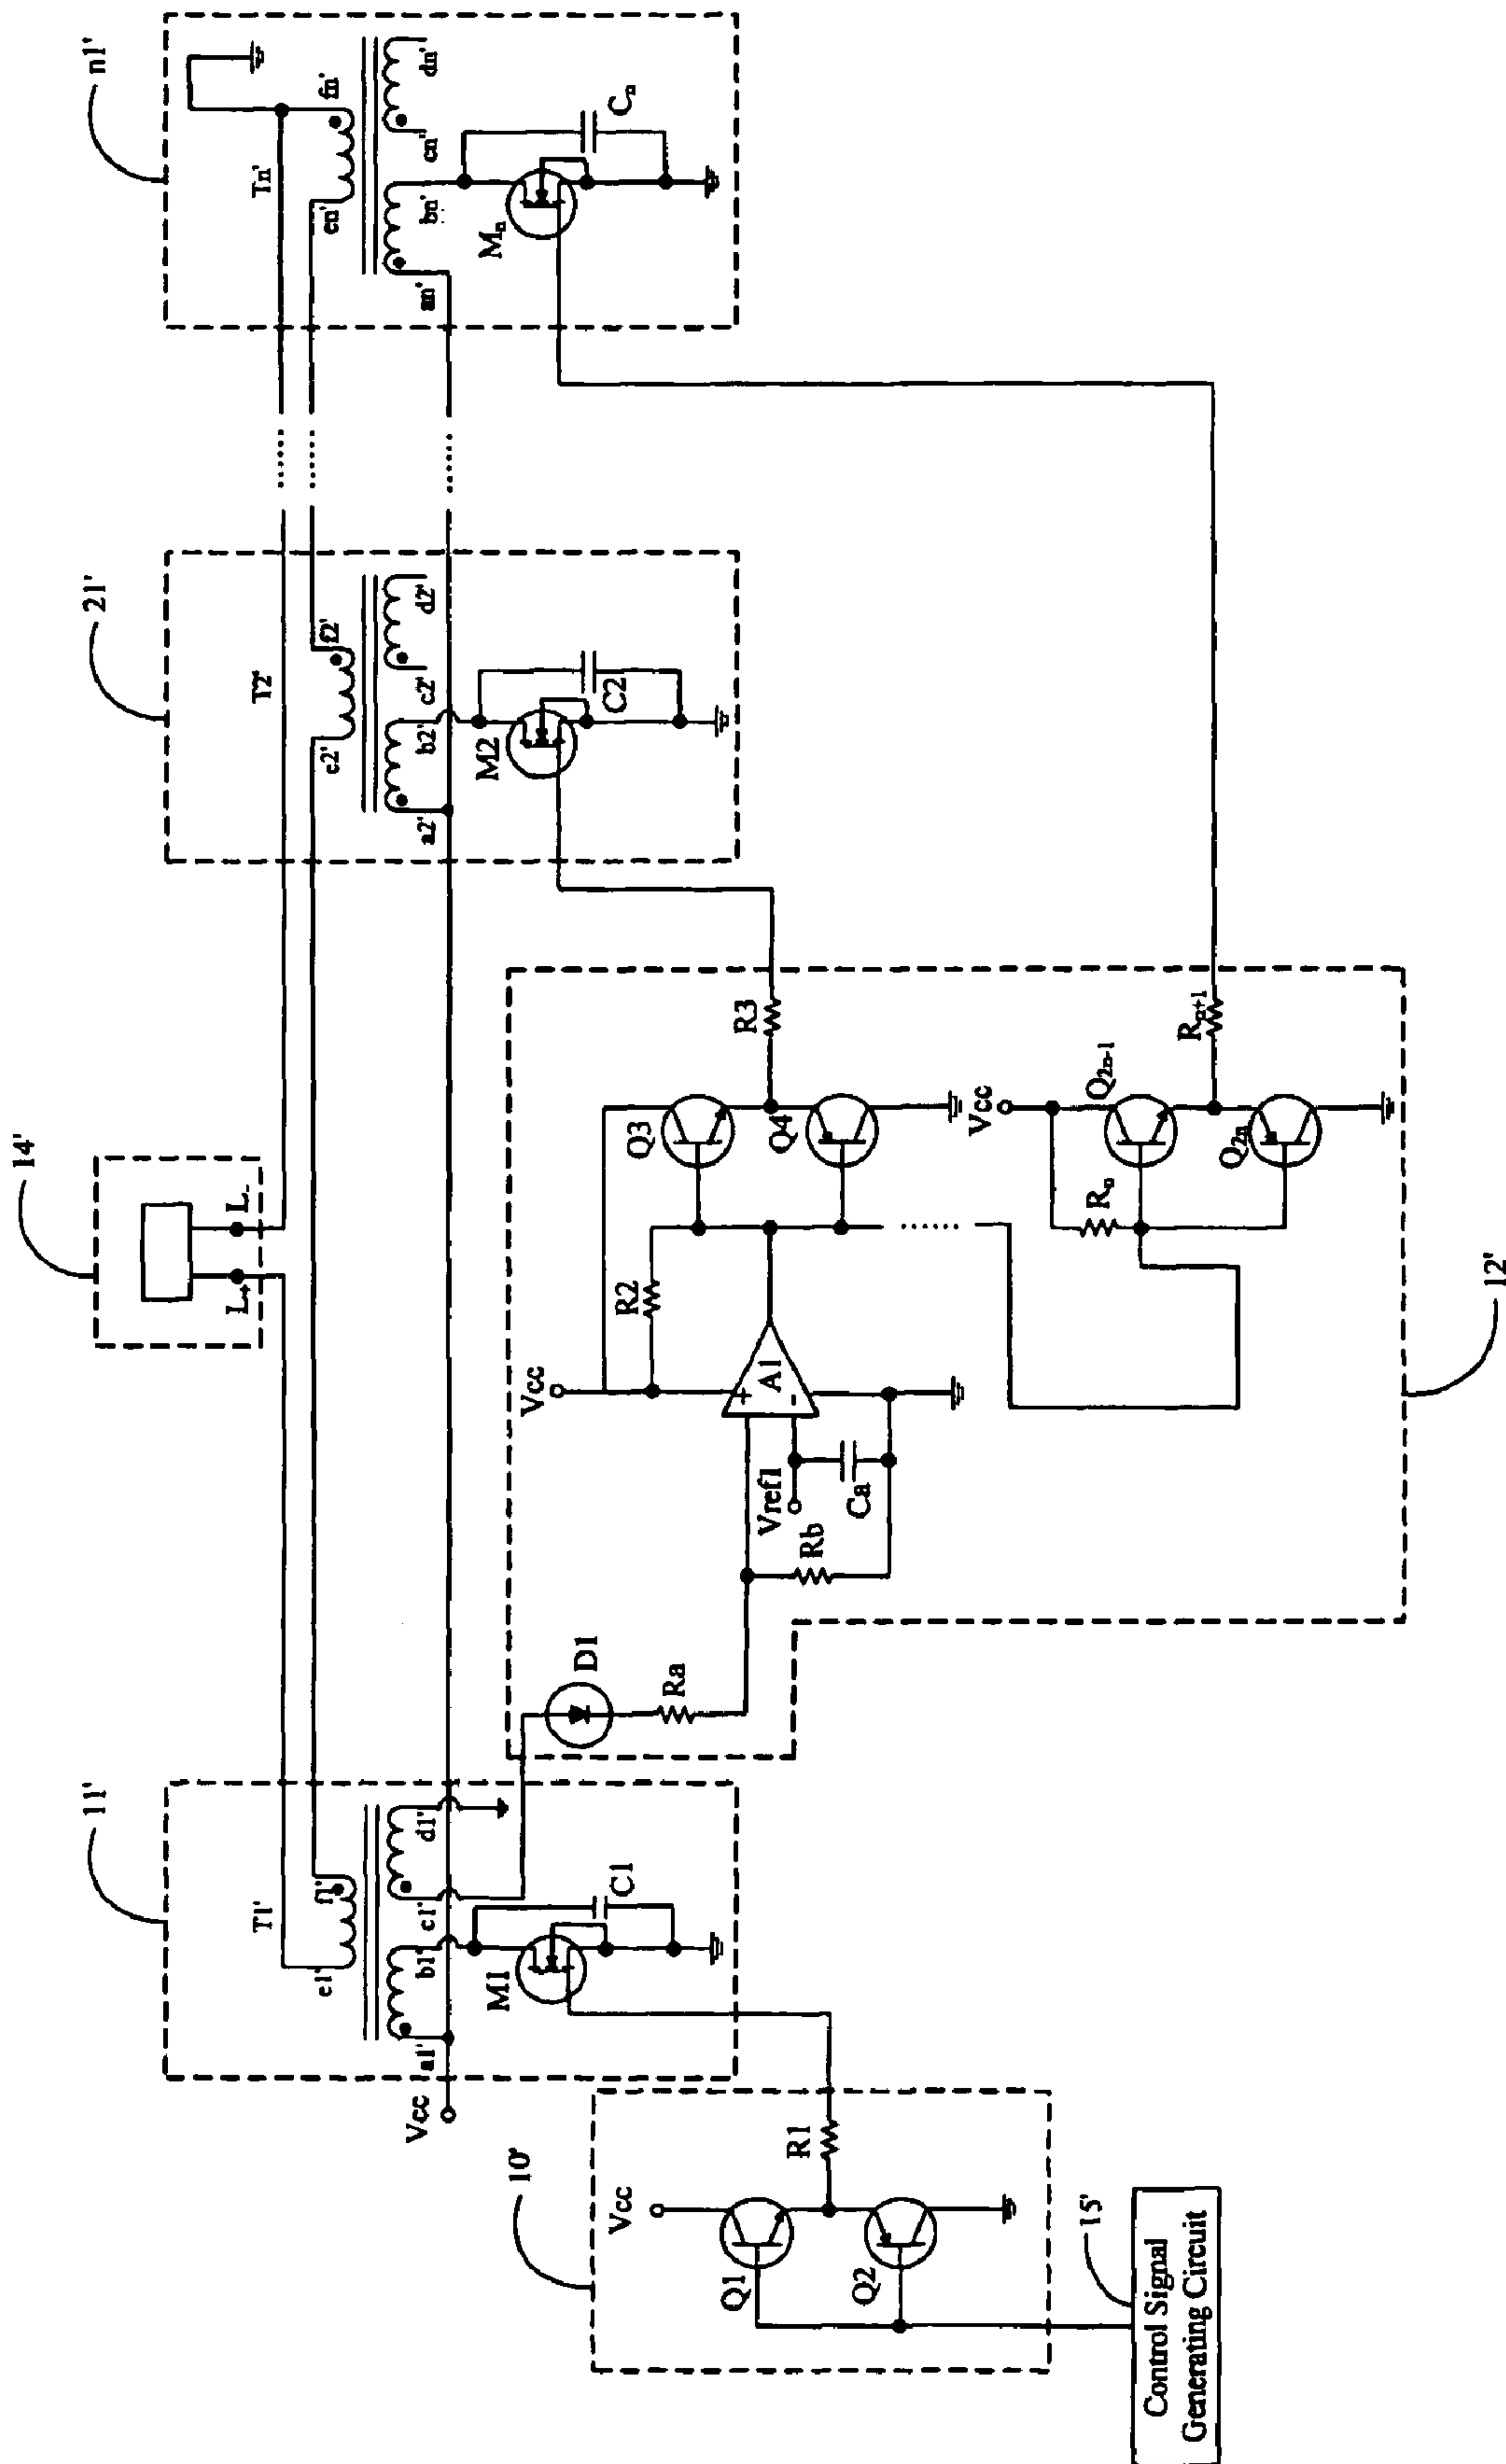 14'
L+
L-
11'
21'
n1'
T1'
T2'
Tn'
e1'
f1'
e2'
f2'
en'
fn'
a1'
b1'
c1'
d1'
a2'
b2'
c2'
d2'
an'
bn'
cn'
dn'
Vcc
M1
C1
M2
C2
Mn
Cn
10'
Vcc
Q1
Q2
R1
15'
Control Signal
Generating Circuit
D1
Ra
Rb
Vref1
Ca
Vcc
+
-
A1
R2
Q3
Q4
R3
Vcc
Rn
Q2n-1
Q2n
Rn+1
12'